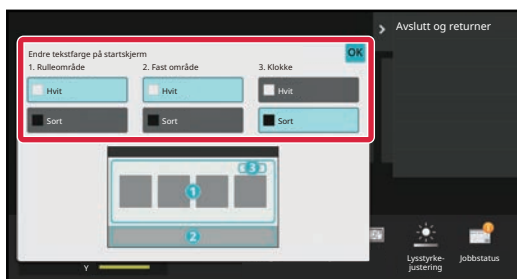 Avslutt og returner
Endre tekstfarge på startskjerm
OK
1. Rulleområde
2. Fast område
3. Klokke
Hvit
Hvit
Hvit
Sort
Sort
Sort
3
1
2
Lysstyrke-
justering
Jobbstatus
Y